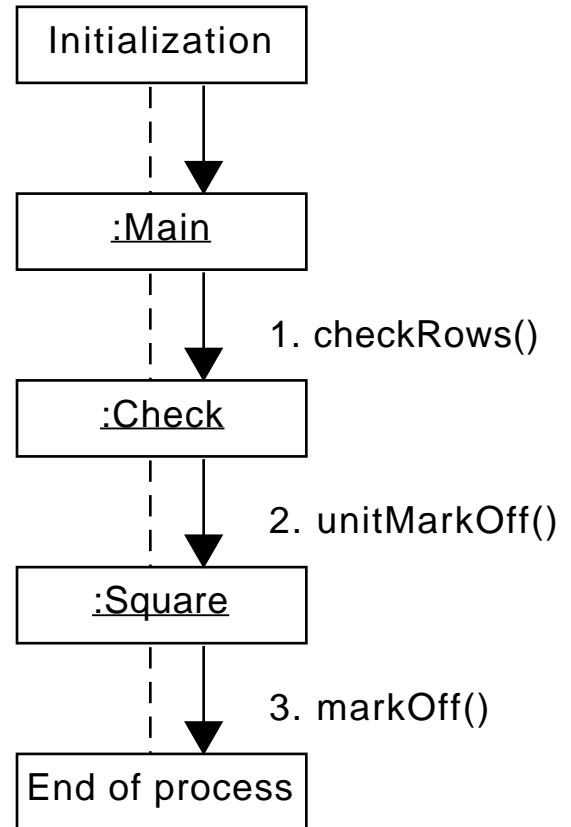 Initialization
:Main
1. checkRows()
:Check
2. unitMarkOff()
:Square
3. markOff()
End of process